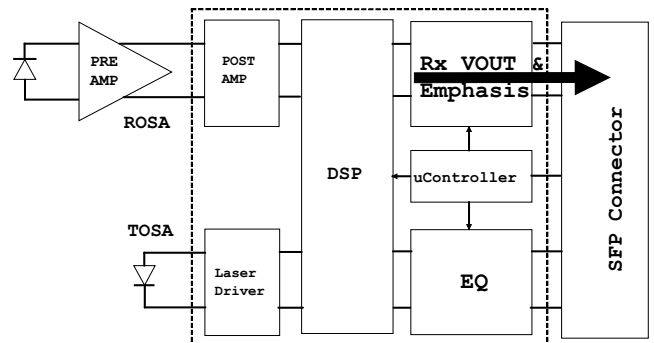 PRE
AMP
ROSA
POST
AMP
DSP
Rx VOUT &
Emphasis
uController
SFP Connector
TOSA
Laser
Driver
EQ